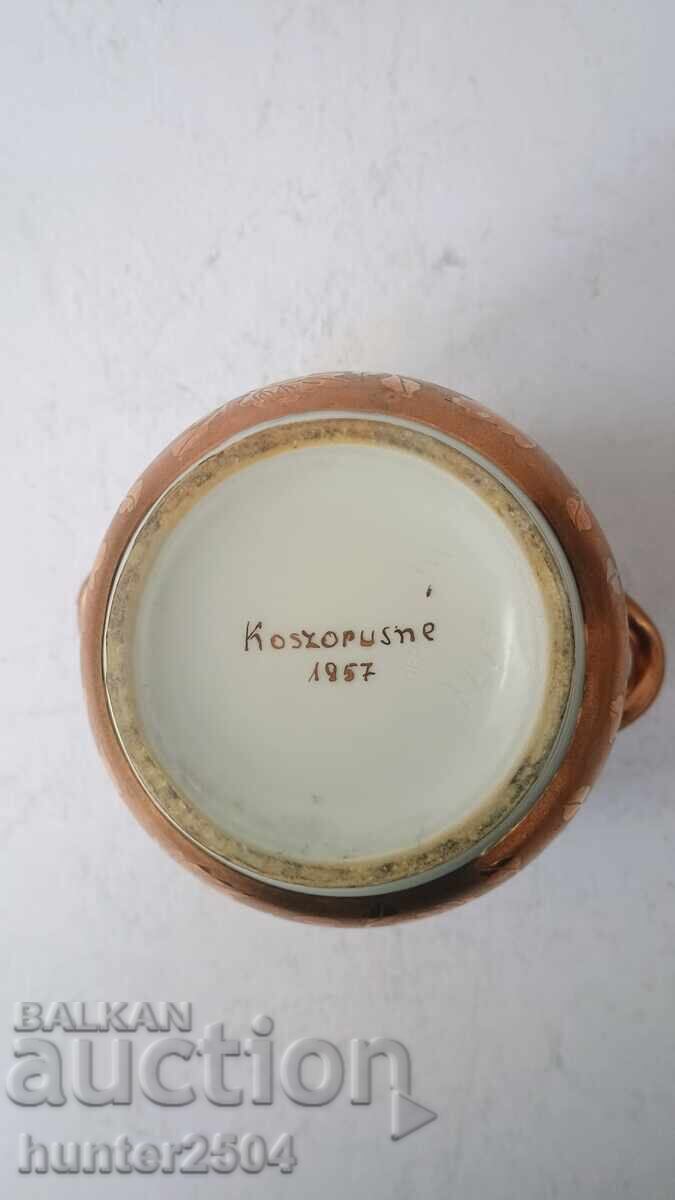 Koszorusné
1957
BALKAN
auction
hunter2504